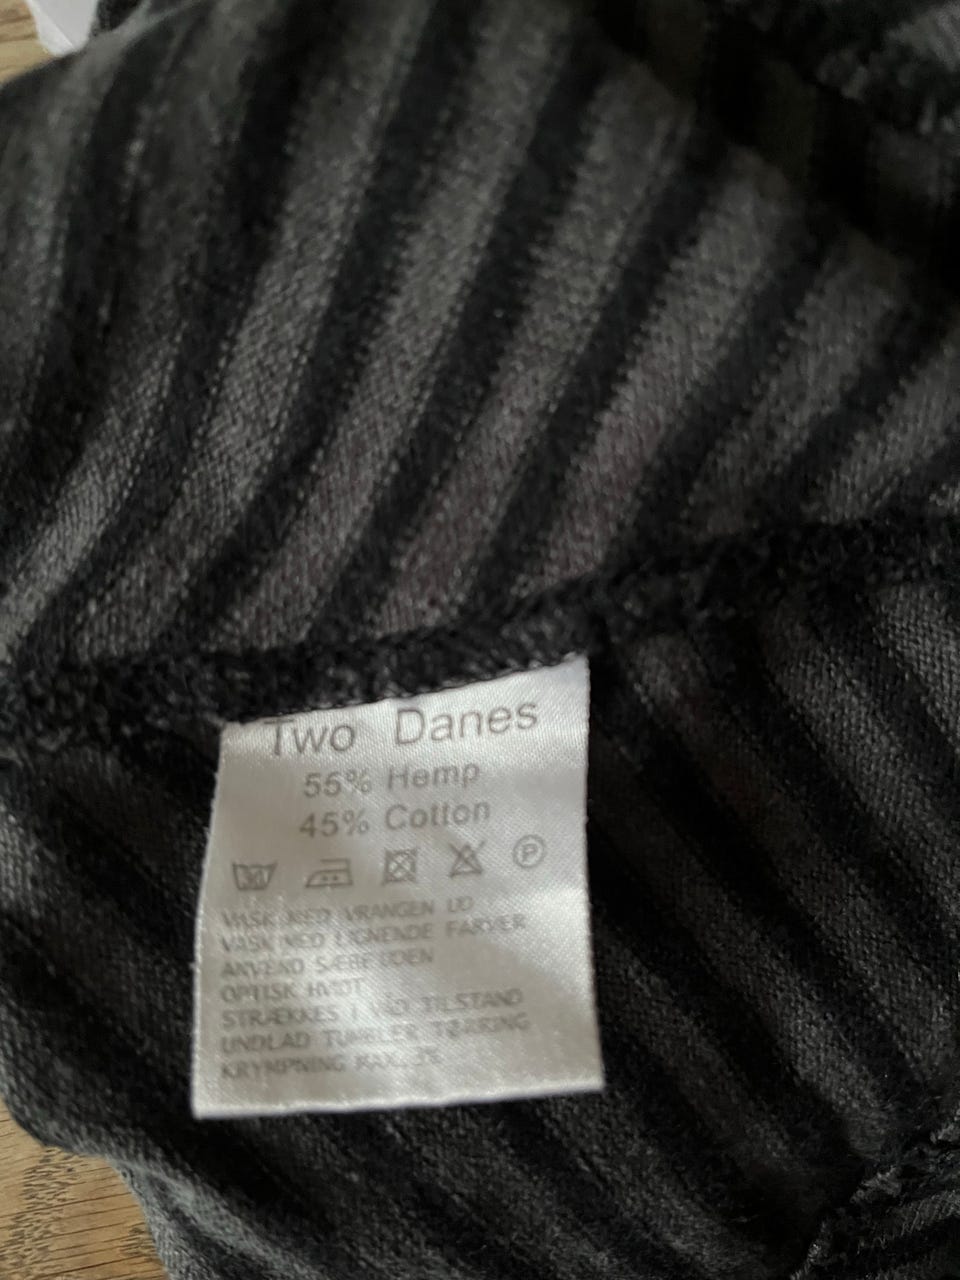 Two Danes
55% Hemp
45% Cotton
P
VASK MED VRANGEN UD
VASK MED LIGNENDE FARVER
ANVEND SÆBE UDEN
OPTISK HVIDT
STRÆKKES I VÅD TILSTAND
UNDLAD TUMBLER TØRRING
KRYMPNING MAX. 3%